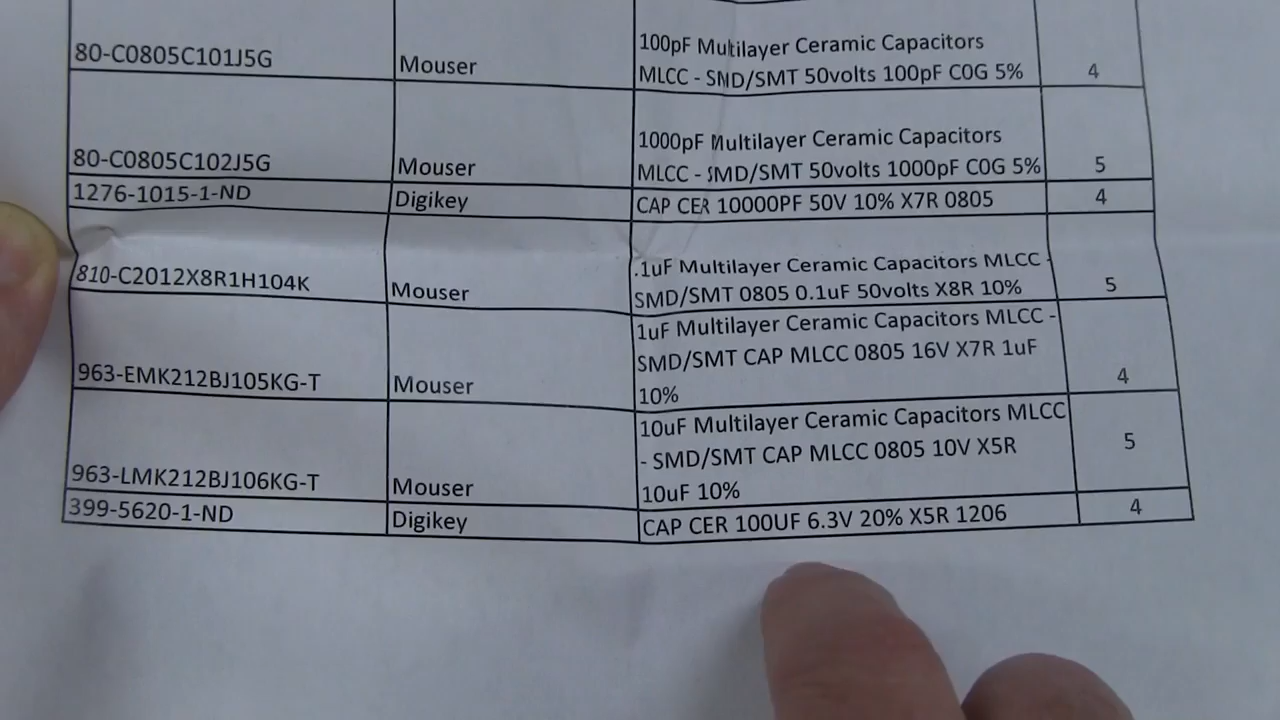 100pF Multilayer Ceramic Capacitors
80-C0805C101J5G Mouser MLCC - SMD/SMT 50volts 100pF C0G 5% 4
1000pF Multilayer Ceramic Capacitors
80-C0805C102J5G Mouser MLCC - SMD/SMT 50volts 1000pF C0G 5% 5
1276-1015-1-ND Digikey CAP CER 10000PF 50V 10% X7R 0805 4
.1uF Multilayer Ceramic Capacitors MLCC -
810-C2012X8R1H104K Mouser SMD/SMT 0805 0.1uF 50volts X8R 10% 5
1uF Multilayer Ceramic Capacitors MLCC -
SMD/SMT CAP MLCC 0805 16V X7R 1uF
963-EMK212BJ105KG-T Mouser 10% 4
10uF Multilayer Ceramic Capacitors MLCC
- SMD/SMT CAP MLCC 0805 10V X5R 5
963-LMK212BJ106KG-T Mouser 10uF 10%
399-5620-1-ND Digikey CAP CER 100UF 6.3V 20% X5R 1206 4